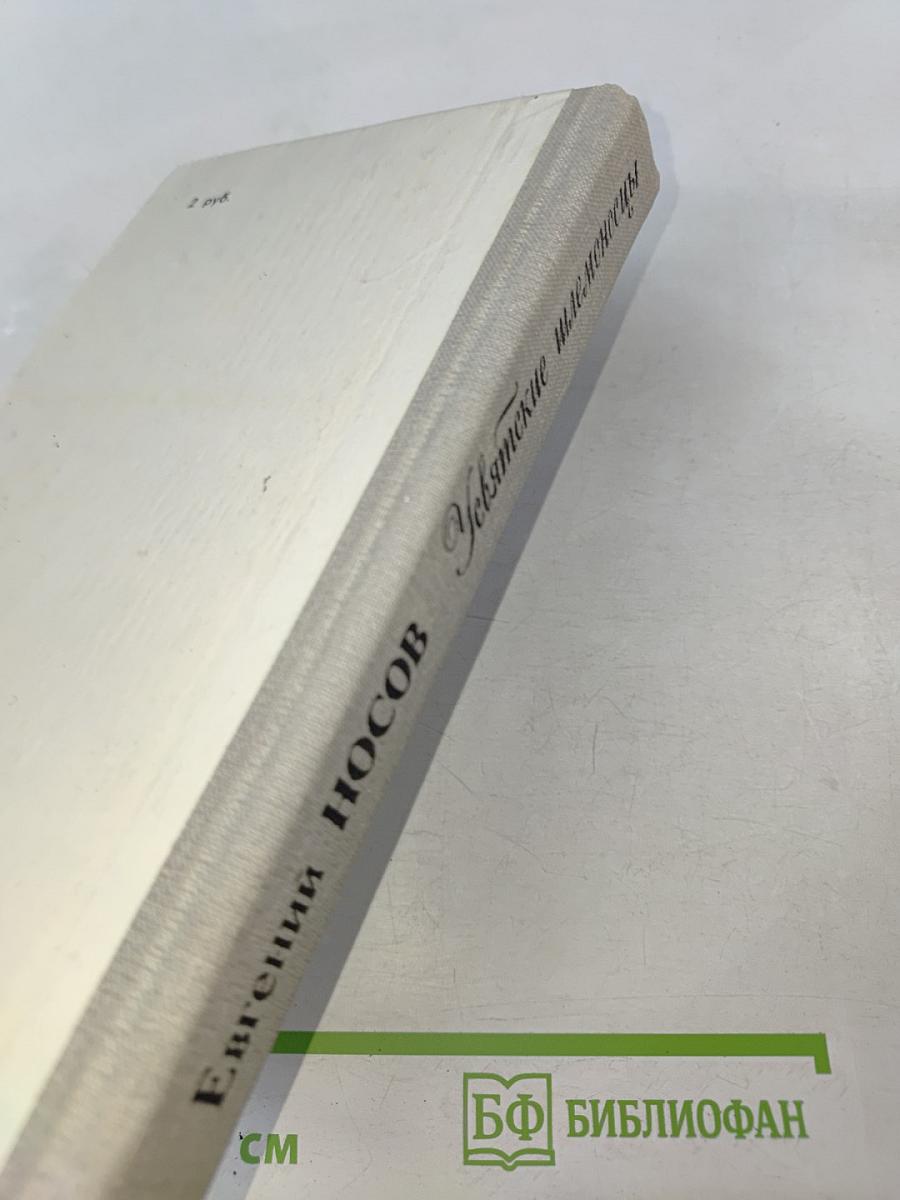 2 руб.
Евгений НОСОВ Усвятские шлемоносцы
см
БФ БИБЛИОФАН